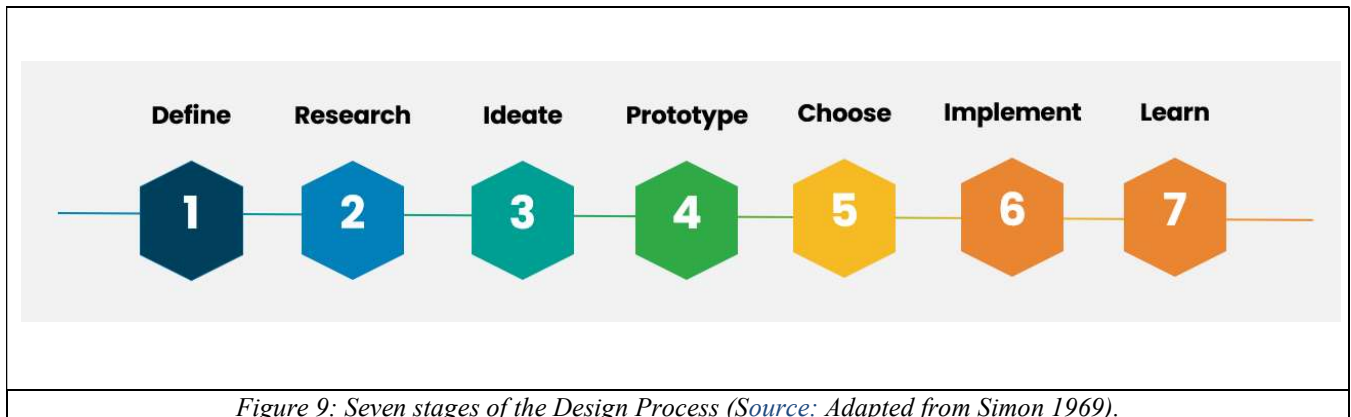 Define Research Ideate Prototype Choose Implement Learn
1 2 3 4 5 6 7
Figure 9: Seven stages of the Design Process (Source: Adapted from Simon 1969).